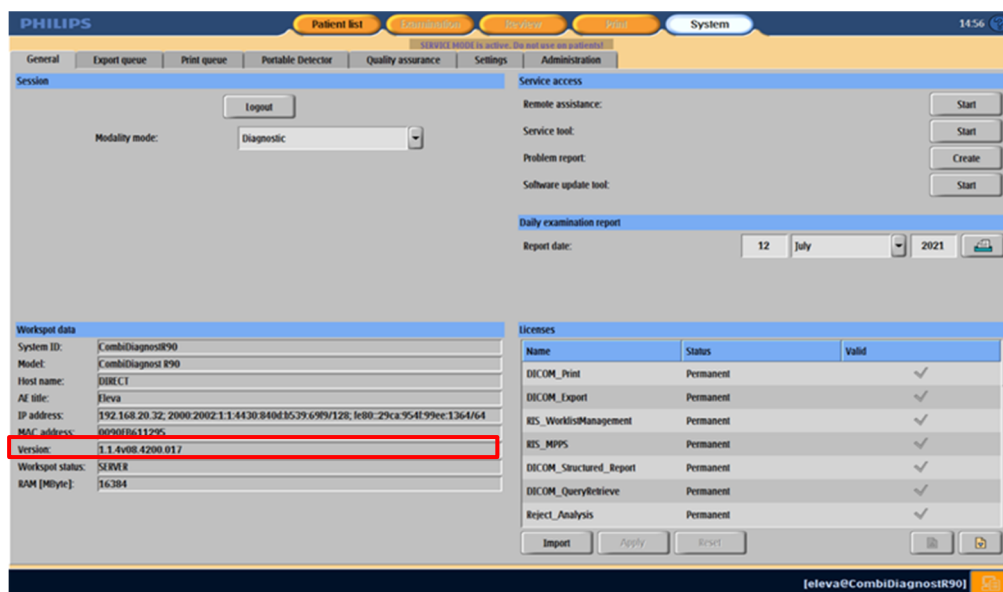 PHILIPS
Patient list Examination Review Print System 14:56
SERVICE MODE is active. Do not use on patients!
General Export queue Print queue Portable Detector Quality assurance Settings Administration
Session
Logout
Modality mode: Diagnostic
Service access
Remote assistance: Start
Service tool: Start
Problem report: Create
Software update tool: Start
Daily examination report
Report date: 12 July 2021
Workspot data
System ID: CombiDiagnostR90
Model: CombiDiagnost R90
Host name: DIRECT
AE title: Eleva
IP address: 192.168.20.32; 2000:2002:1:1:4430:840d:b539:69f9/128; fe80::29ca:954f:99ee:1364/64
MAC address: 0090FB611295
Version: 1.1.4v08.4200.017
Workspot status: SERVER
RAM [MByte]: 16384
Licenses
Name Status Valid
DICOM_Print Permanent
DICOM_Export Permanent
RIS_WorklistManagement Permanent
RIS_MPPS Permanent
DICOM_Structured_Report Permanent
DICOM_QueryRetrieve Permanent
Reject_Analysis Permanent
Import Apply Reset
[eleva@CombiDiagnostR90]